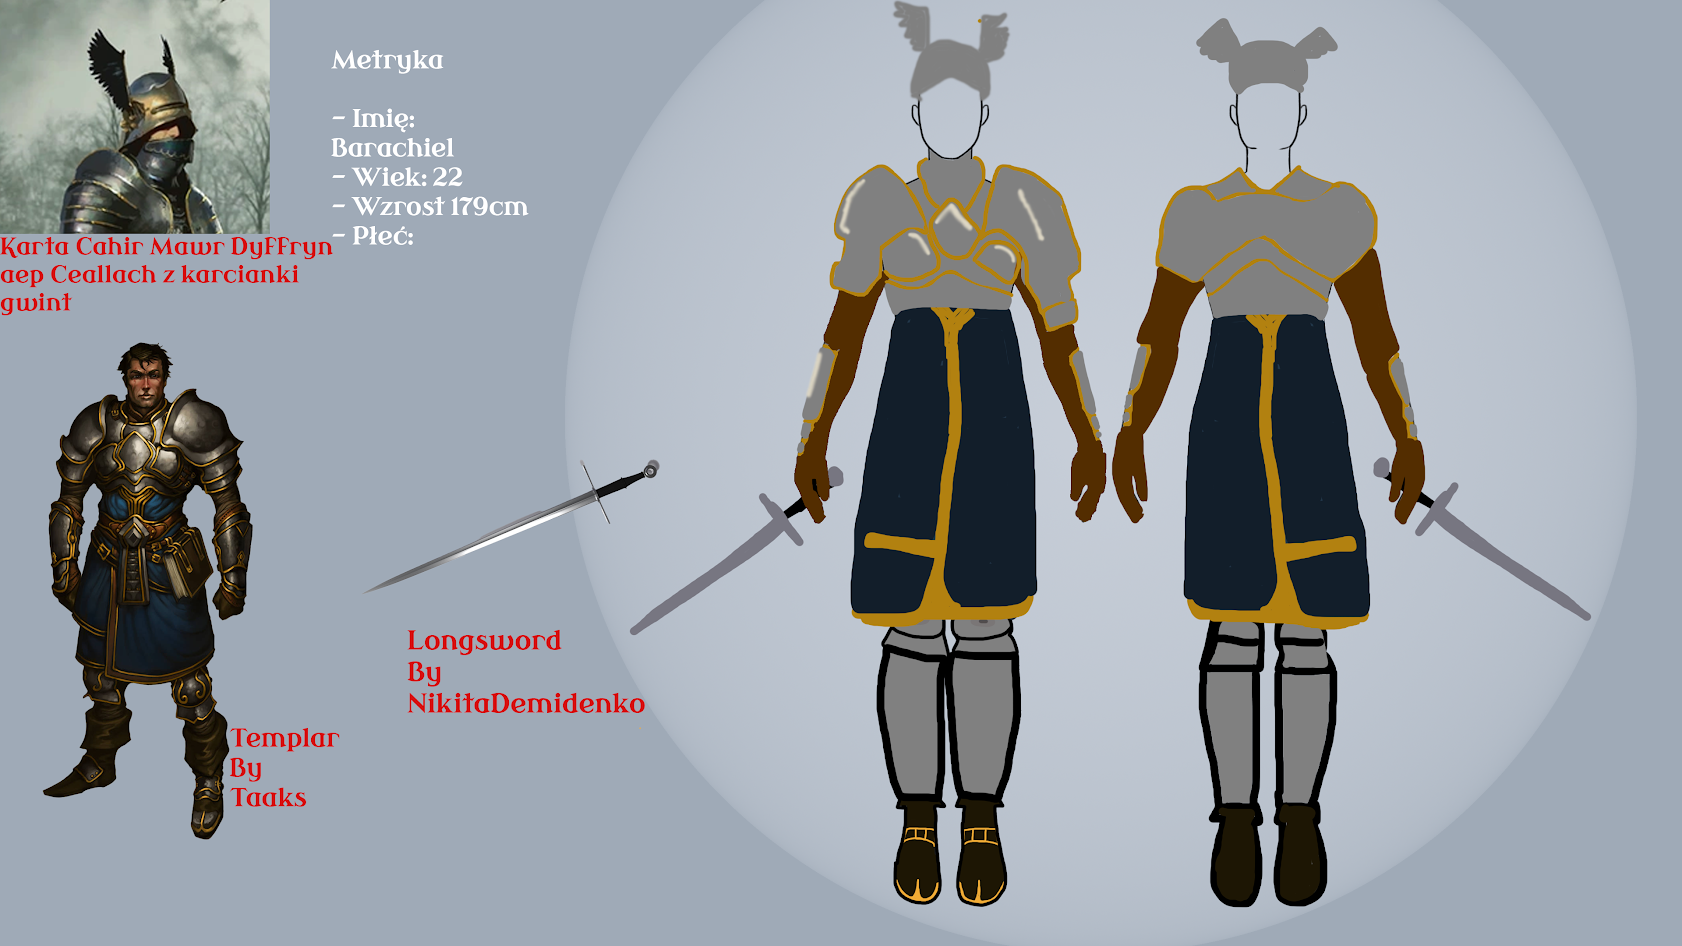 Metryka
- Imię:
Barachiel
- Wiek: 22
- Wzrost 179cm
- Płeć:
Karta Cahir Mawr Dyffryn
aep Ceallach z karcianki
gwint
Longsword
By
NikitaDemidenko
Templar
By
Taaks